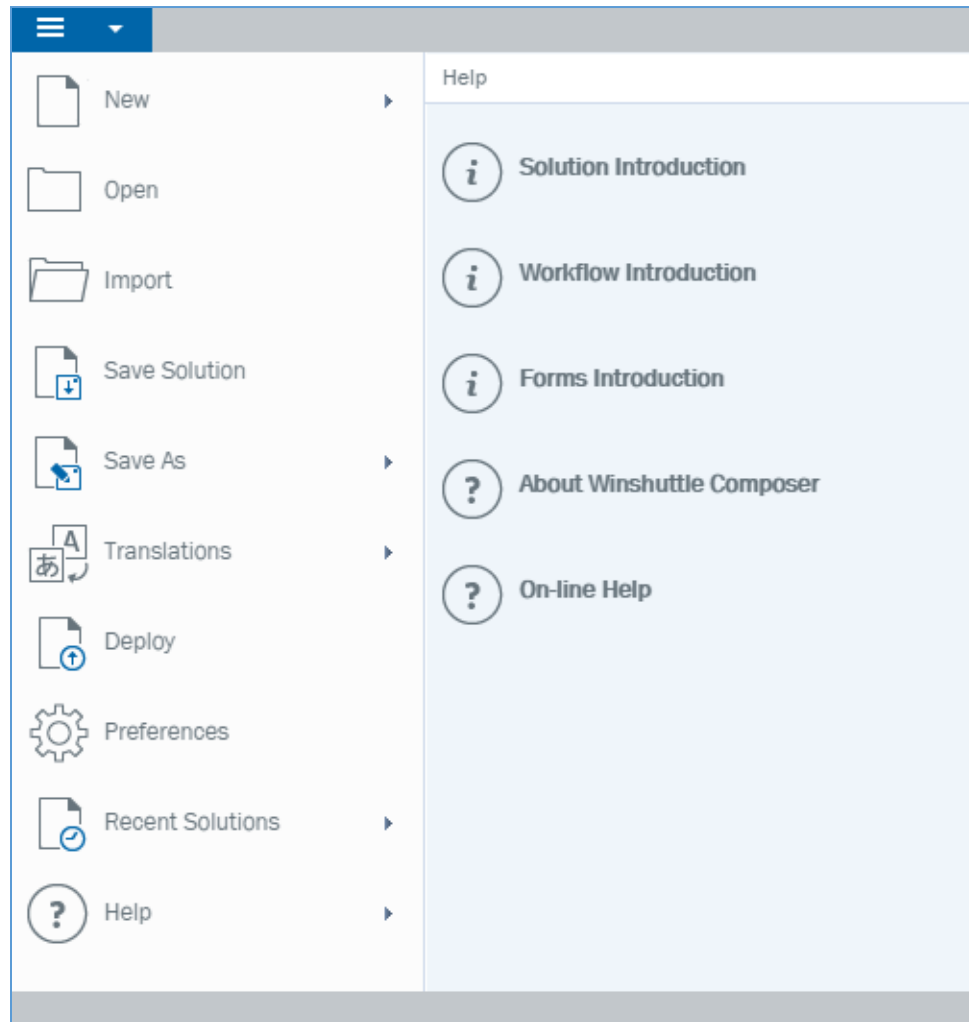 New
Open
Import
Save Solution
Save As
Translations
Deploy
Preferences
Recent Solutions
Help
Help
Solution Introduction
Workflow Introduction
Forms Introduction
About Winshuttle Composer
On-line Help
A
あ